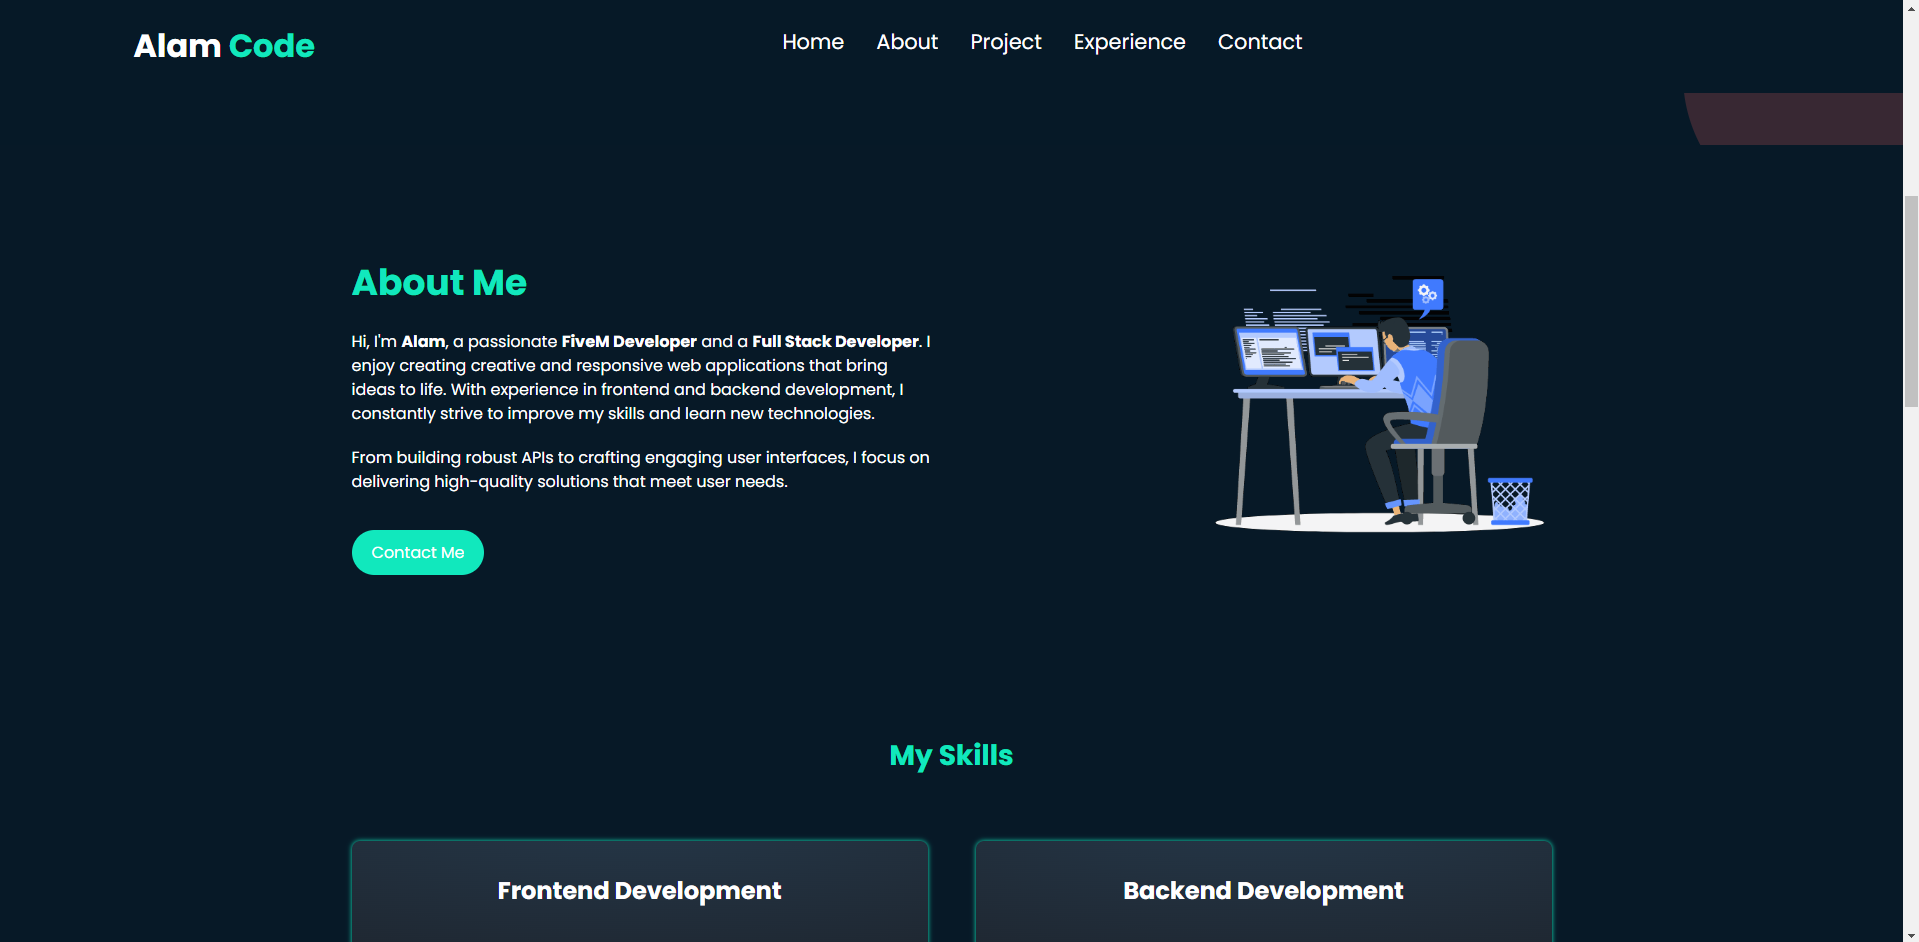 Alam Code
Home About Project Experience Contact
About Me
Hi, I'm Alam, a passionate FiveM Developer and a Full Stack Developer. I
enjoy creating creative and responsive web applications that bring
ideas to life. With experience in frontend and backend development, I
constantly strive to improve my skills and learn new technologies.
From building robust APIs to crafting engaging user interfaces, I focus on
delivering high-quality solutions that meet user needs.
Contact Me
My Skills
Frontend Development
Backend Development